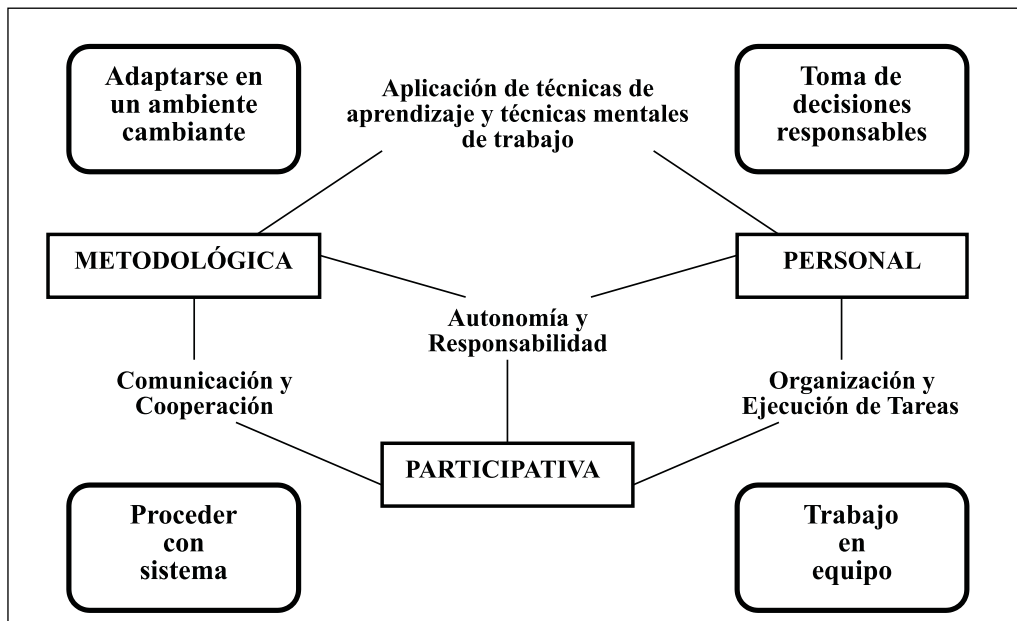 Adaptarse en
un ambiente
cambiante
Aplicación de técnicas de
aprendizaje y técnicas mentales
de trabajo
Toma de
decisiones
responsables
METODOLÓGICA
PERSONAL
Autonomía y
Responsabilidad
Comunicación y
Cooperación
Organización y
Ejecución de Tareas
PARTICIPATIVA
Proceder
con
sistema
Trabajo
en
equipo